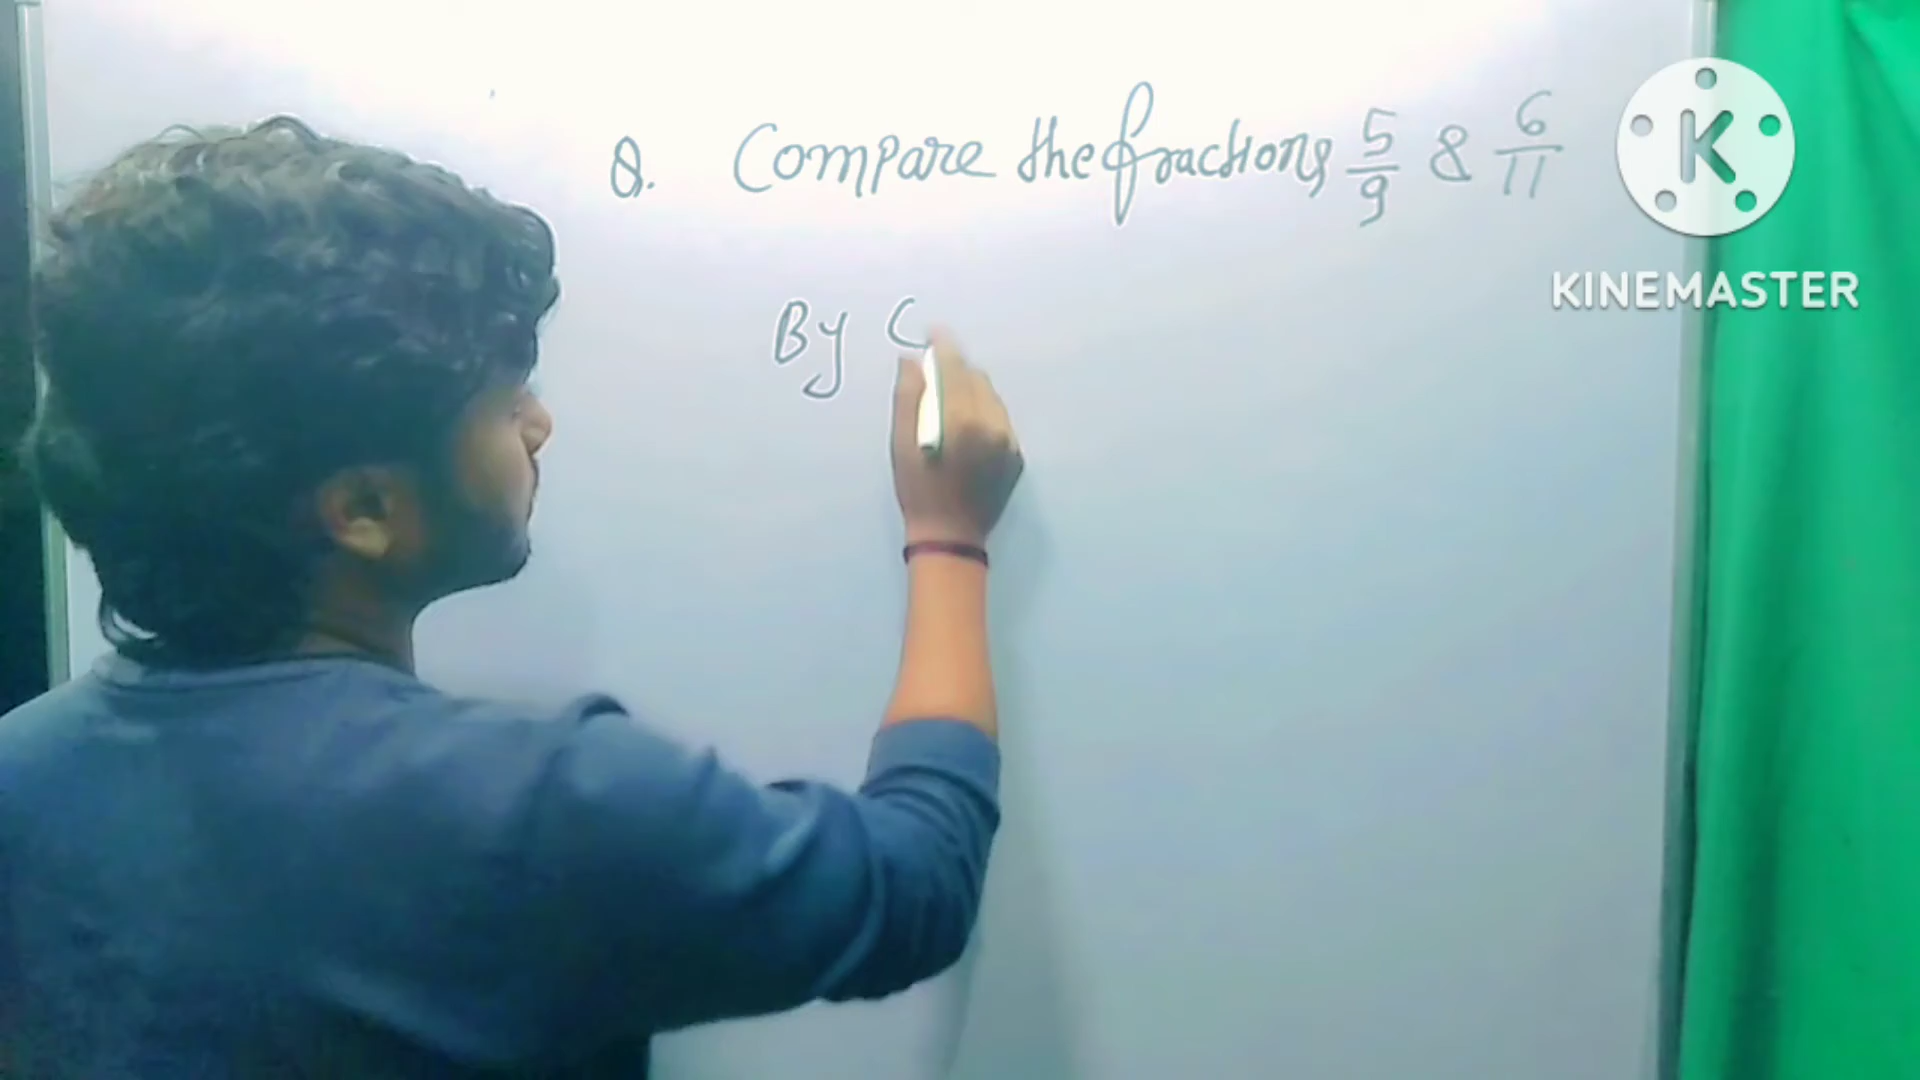 Q. Compare the fractions 5/9 & 6/11
By C
K
KINEMASTER